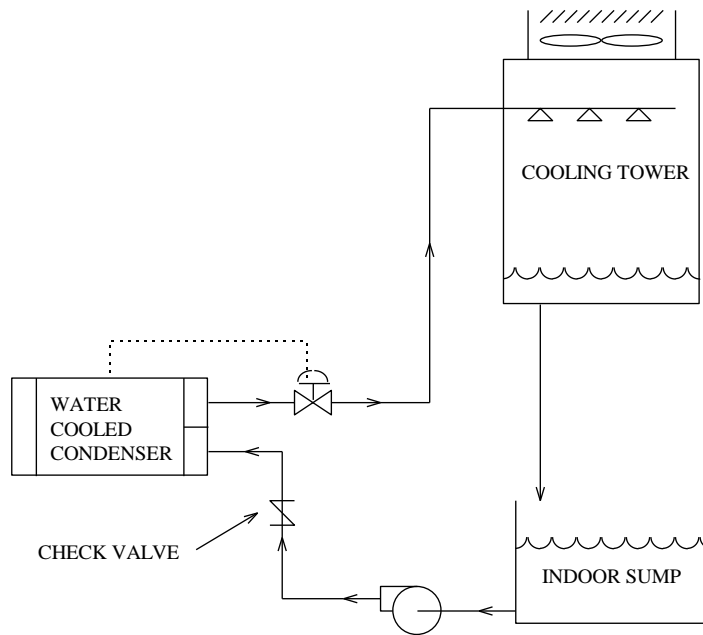 COOLING TOWER
WATER
COOLED
CONDENSER
CHECK VALVE
INDOOR SUMP